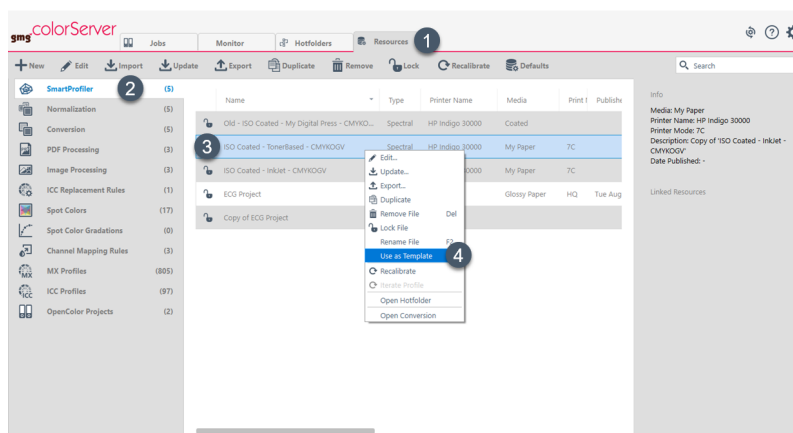 gmg colorServer
Jobs Monitor Hotfolders Resources 1
New Edit Import Update Export Duplicate Remove Lock Recalibrate Defaults Search
SmartProfiler 2 (5)
Normalization (5)
Conversion (5)
PDF Processing (3)
Image Processing (3)
ICC Replacement Rules (1)
Spot Colors (17)
Spot Color Gradations (0)
Channel Mapping Rules (3)
MX Profiles (805)
ICC Profiles (97)
OpenColor Projects (2)
Name Type Printer Name Media Print Publishe
Old - ISO Coated - My Digital Press - CMYKO... Spectral HP Indigo 30000 Coated
3 ISO Coated - TonerBased - CMYKOGV Spectral HP Indigo 30000 My Paper 7C
ISO Coated - InkJet - CMYKOGV 0000 My Paper 7C
ECG Project Glossy Paper HQ Tue Aug
Copy of ECG Project
Edit...
Update...
Export...
Duplicate
Remove File Del
Lock File
Rename File
Use as Template 4
Recalibrate
Iterate Profile
Open Hotfolder
Open Conversion
Info
Media: My Paper
Printer Name: HP Indigo 30000
Printer Mode: 7C
Description: Copy of 'ISO Coated - InkJet -
CMYKOGV'
Date Published: -
Linked Resources